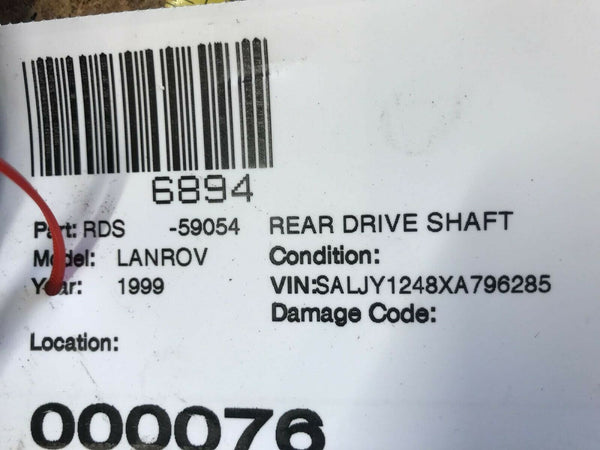 6894
Part: RDS -59054 REAR DRIVE SHAFT
Model: LANROV Condition:
Year: 1999 VIN:SALJY1248XA796285
Damage Code:
Location:
000076